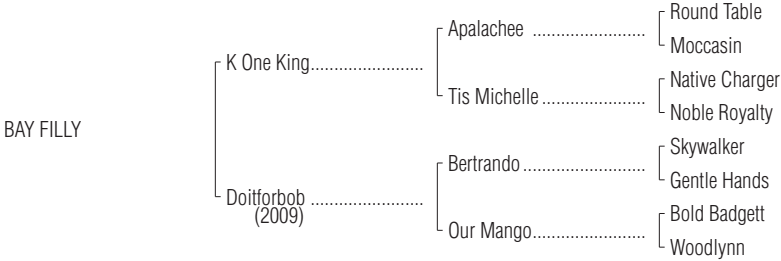 Round Table
Apalachee ........................
Moccasin
K One King........................
Native Charger
Tis Michelle ......................
Noble Royalty
BAY FILLY
Skywalker
Bertrando ..........................
Gentle Hands
Doitforbob ........................
(2009)
Bold Badgett
Our Mango........................
Woodlynn